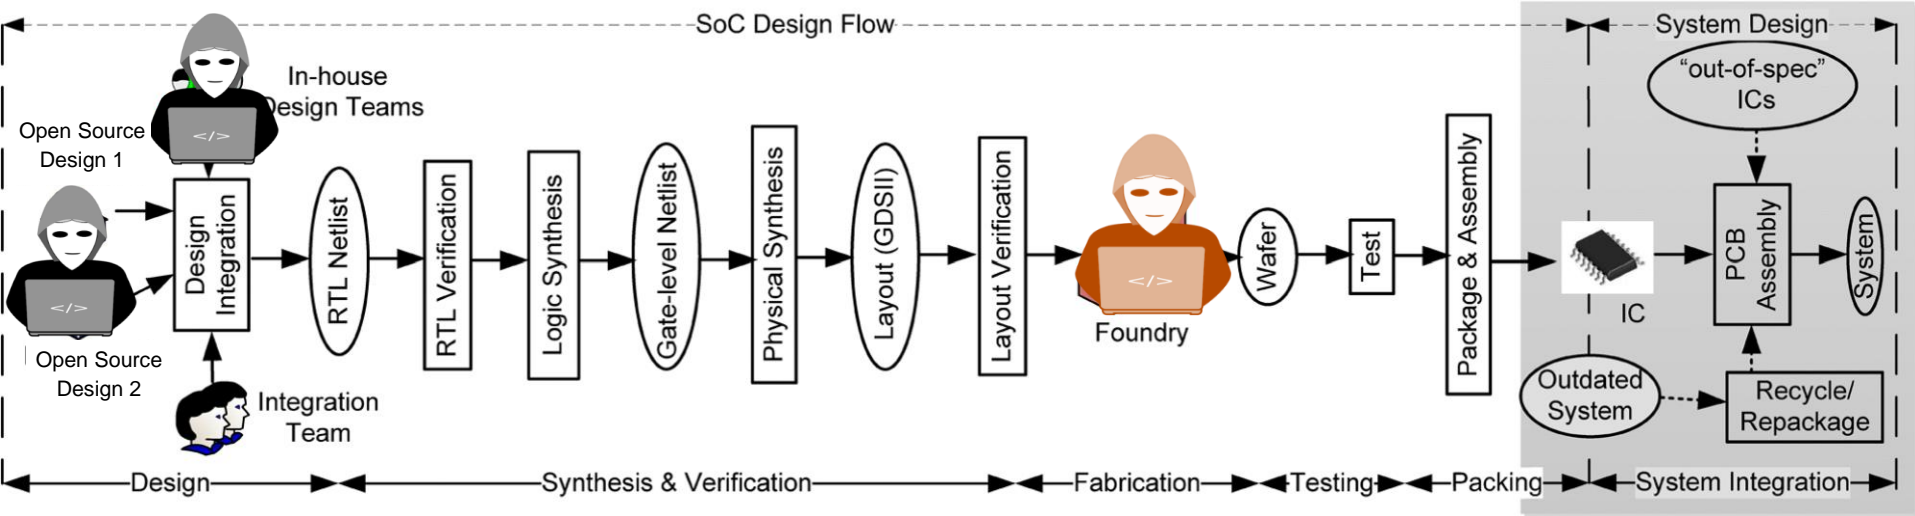 SoC Design Flow
System Design
In-house
Design Teams
Open Source
Design 1
</>
Open Source
Design 2
</>
Design
Integration
Integration
Team
RTL Netlist
RTL Verification
Logic Synthesis
Gate-level Netlist
Physical Synthesis
Layout (GDSII)
Layout Verification
</>
Foundry
Wafer
Test
Package & Assembly
IC
"out-of-spec"
ICs
PCB
Assembly
System
Outdated
System
Recycle/
Repackage
Design
Synthesis & Verification
Fabrication
Testing
Packing
System Integration